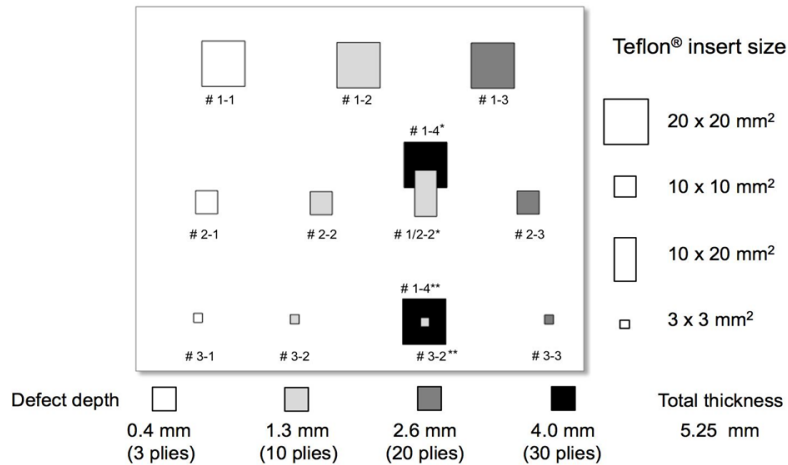 Teflon® insert size
# 1-1
# 1-2
# 1-3
20 x 20 mm²
# 1-4*
10 x 10 mm²
# 2-1
# 2-2
# 1/2-2*
# 2-3
10 x 20 mm²
# 1-4**
3 x 3 mm²
# 3-1
# 3-2
# 3-2**
# 3-3
Defect depth
0.4 mm
(3 plies)
1.3 mm
(10 plies)
2.6 mm
(20 plies)
4.0 mm
(30 plies)
Total thickness
5.25 mm